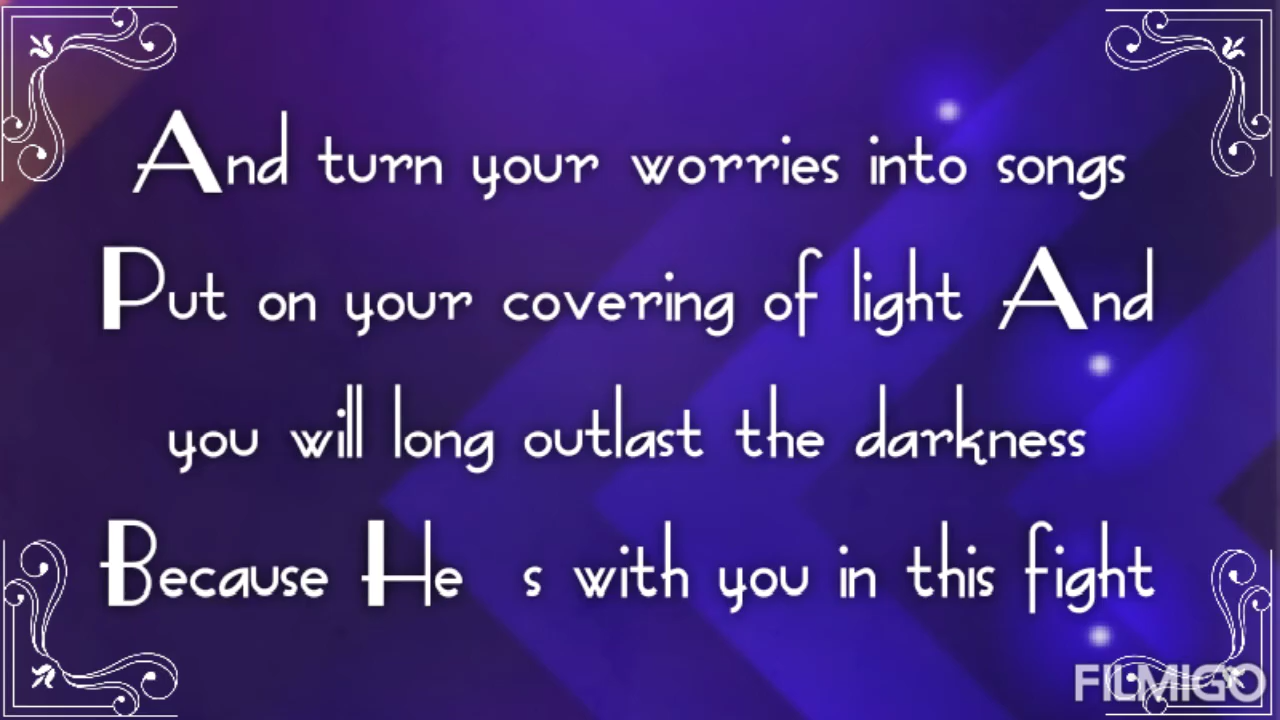 And turn your worries into songs
Put on your covering of light And
you will long outlast the darkness
Because He s with you in this fight
FILMIGO